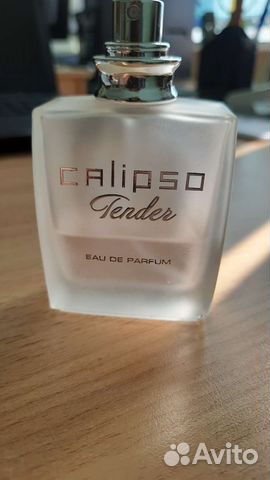 calipso
Tender
EAU DE PARFUM
Avito